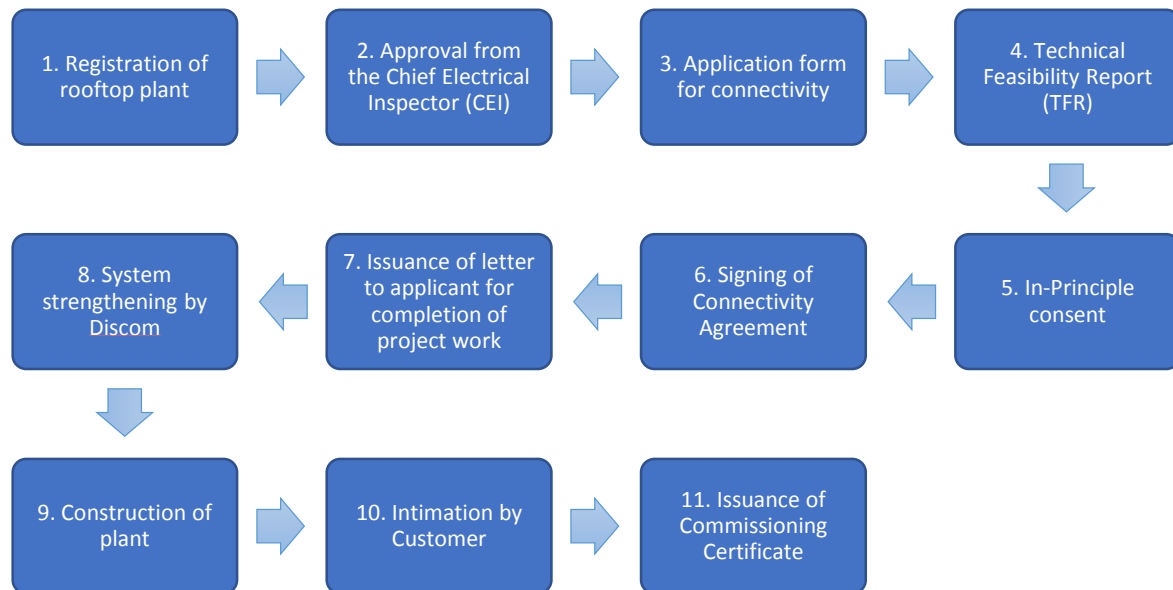 1. Registration of
rooftop plant
2. Approval from
the Chief Electrical
Inspector (CEI)
3. Application form
for connectivity
4. Technical
Feasibility Report
(TFR)
5. In-Principle
consent
6. Signing of
Connectivity
Agreement
7. Issuance of letter
to applicant for
completion of
project work
8. System
strengthening by
Discom
9. Construction of
plant
10. Intimation by
Customer
11. Issuance of
Commissioning
Certificate